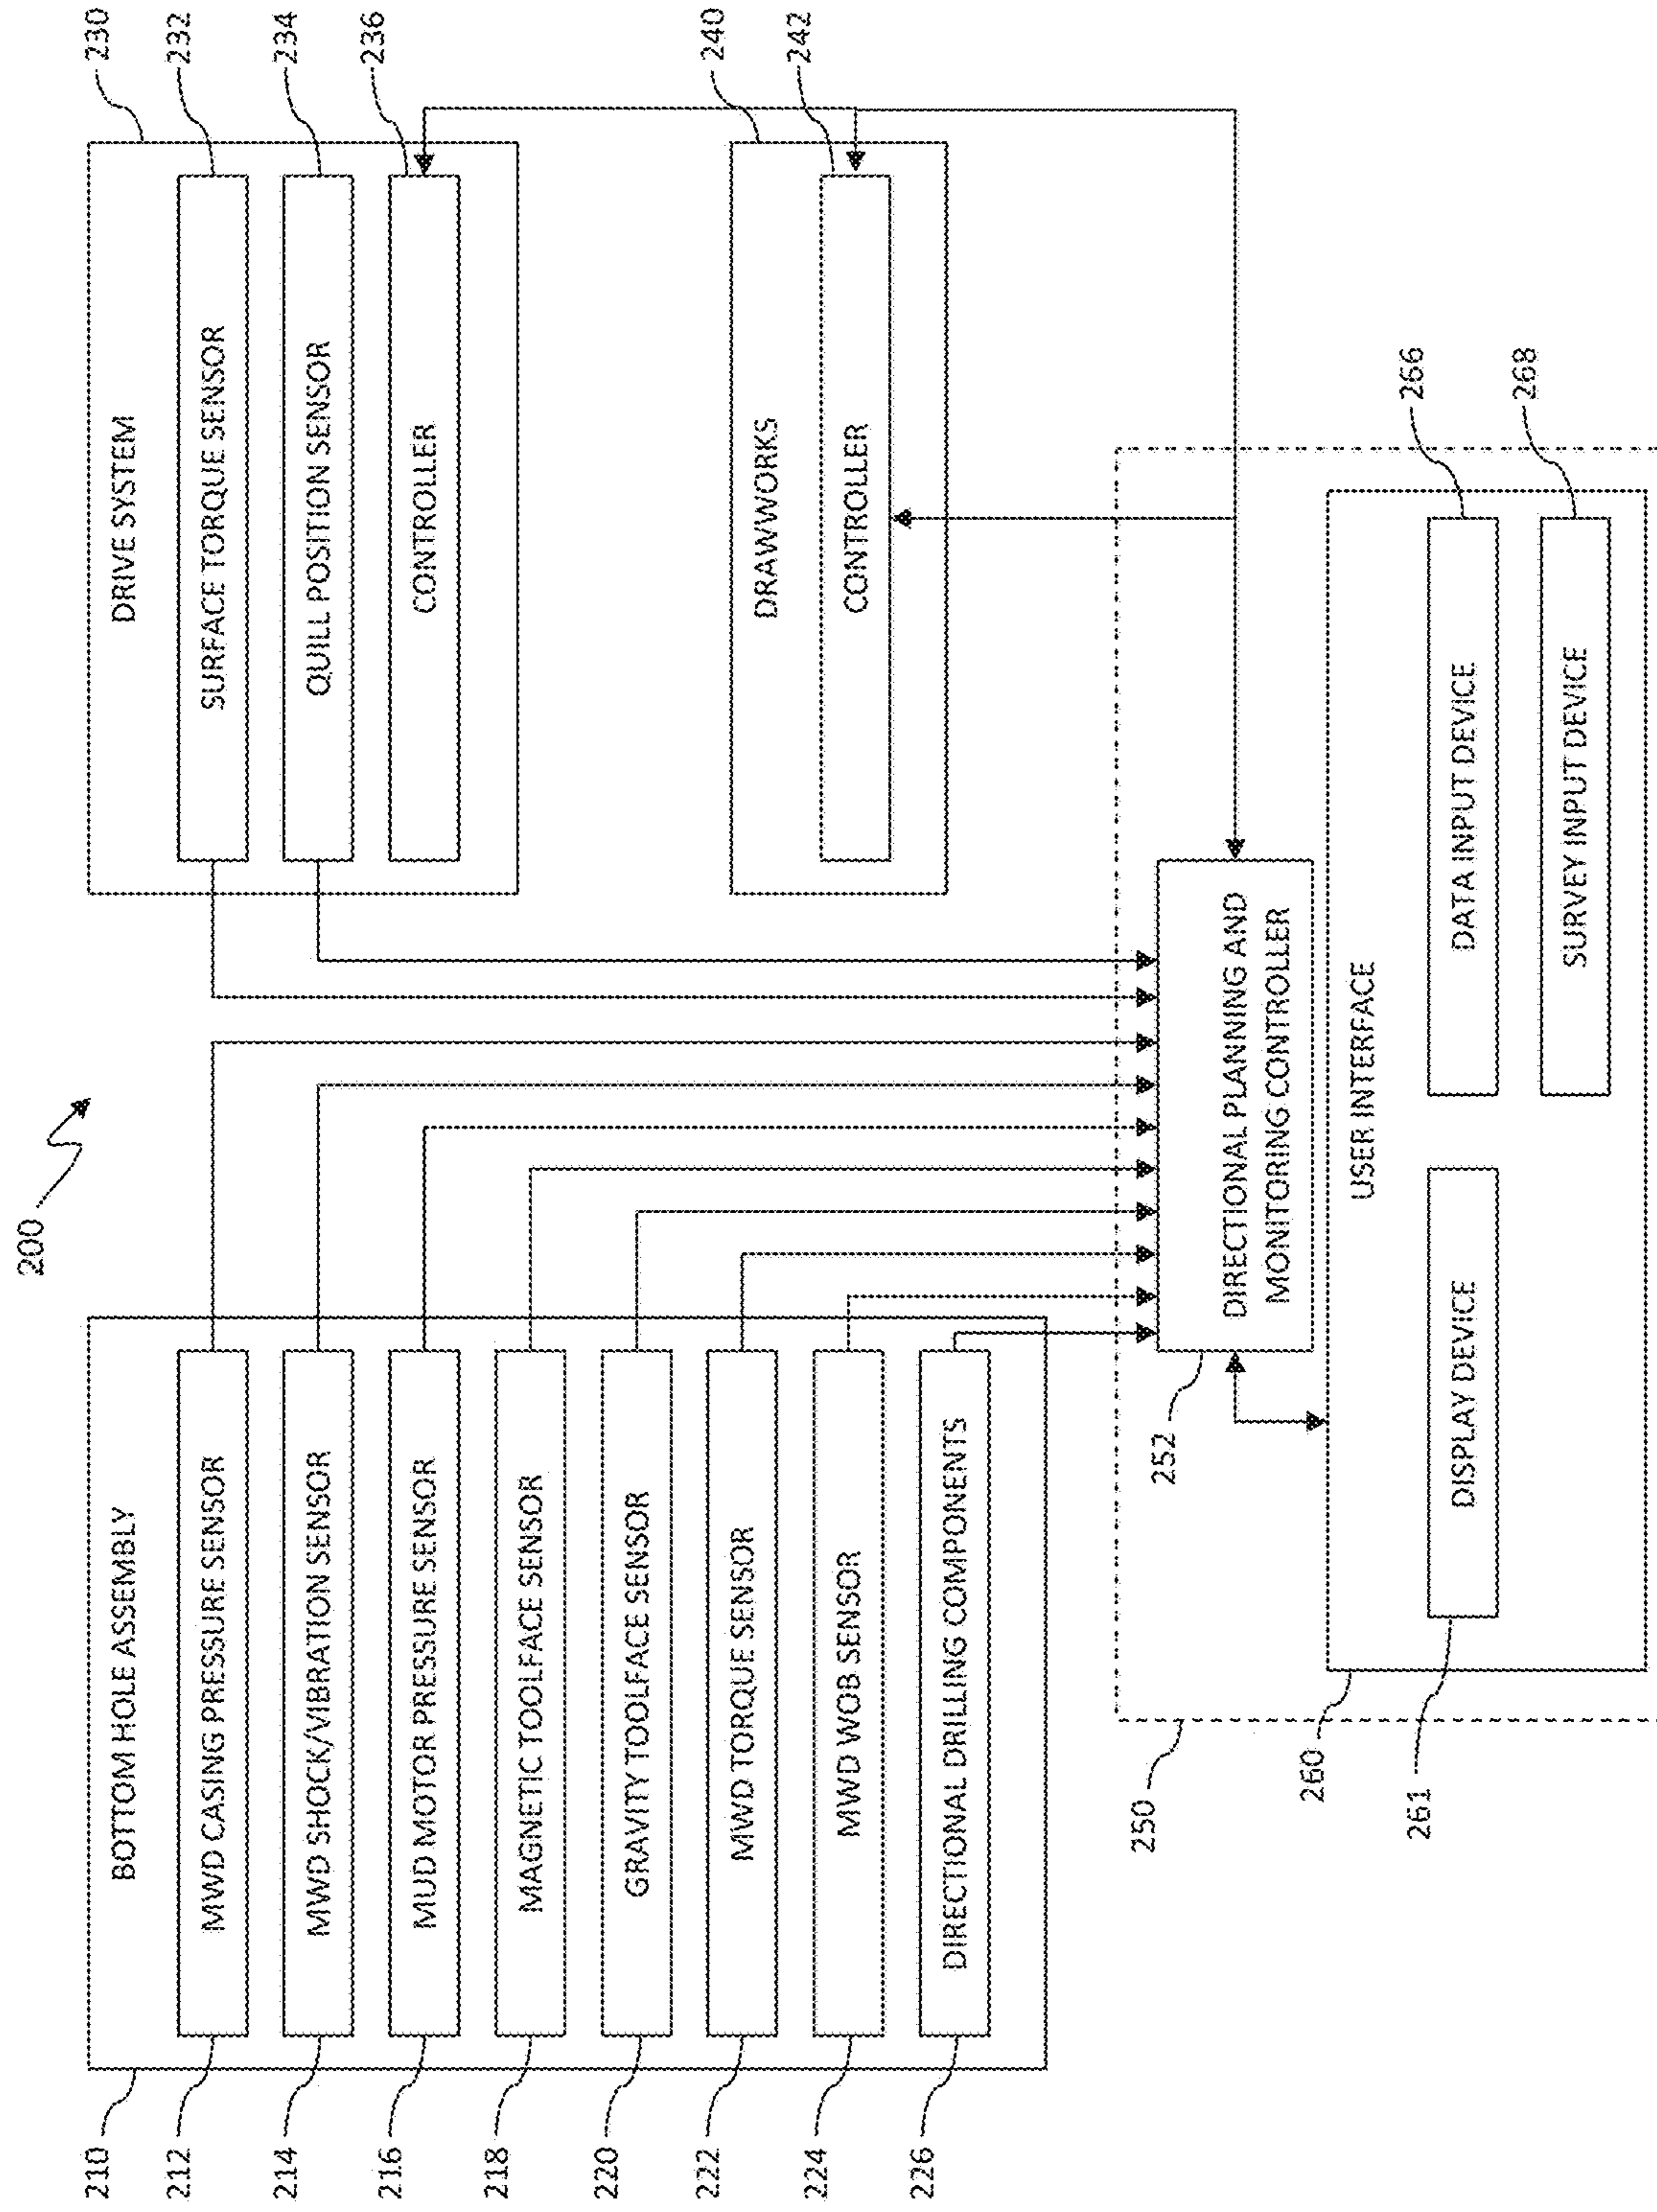 200
210
BOTTOM HOLE ASSEMBLY
212
MWD CASING PRESSURE SENSOR
214
MWD SHOCK/VIBRATION SENSOR
216
MUD MOTOR PRESSURE SENSOR
218
MAGNETIC TOOLFACE SENSOR
220
GRAVITY TOOLFACE SENSOR
222
MWD TORQUE SENSOR
224
MWD WOB SENSOR
226
DIRECTIONAL DRILLING COMPONENTS
230
DRIVE SYSTEM
232
SURFACE TORQUE SENSOR
234
QUILL POSITION SENSOR
236
CONTROLLER
240
DRAWWORKS
242
CONTROLLER
250
252
DIRECTIONAL PLANNING AND
MONITORING CONTROLLER
260
USER INTERFACE
261
DISPLAY DEVICE
266
DATA INPUT DEVICE
268
SURVEY INPUT DEVICE